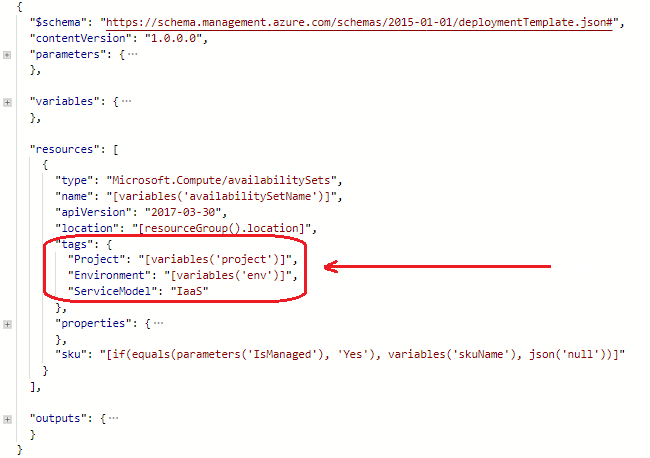 {
"$schema": "https://schema.management.azure.com/schemas/2015-01-01/deploymentTemplate.json#",
"contentVersion": "1.0.0.0",
"parameters": {...
},
"variables": {...
},
"resources": [
{
"type": "Microsoft.Compute/availabilitySets",
"name": "[variables('availabilitySetName')]",
"apiVersion": "2017-03-30",
"location": "[resourceGroup().location]",
"tags": {
"Project": "[variables('project')]",
"Environment": "[variables('env')]",
"ServiceModel": "IaaS"
},
"properties": {...
},
"sku": "[if(equals(parameters('IsManaged'), 'Yes'), variables('skuName'), json('null'))]"
}
],
"outputs": {...
}
}